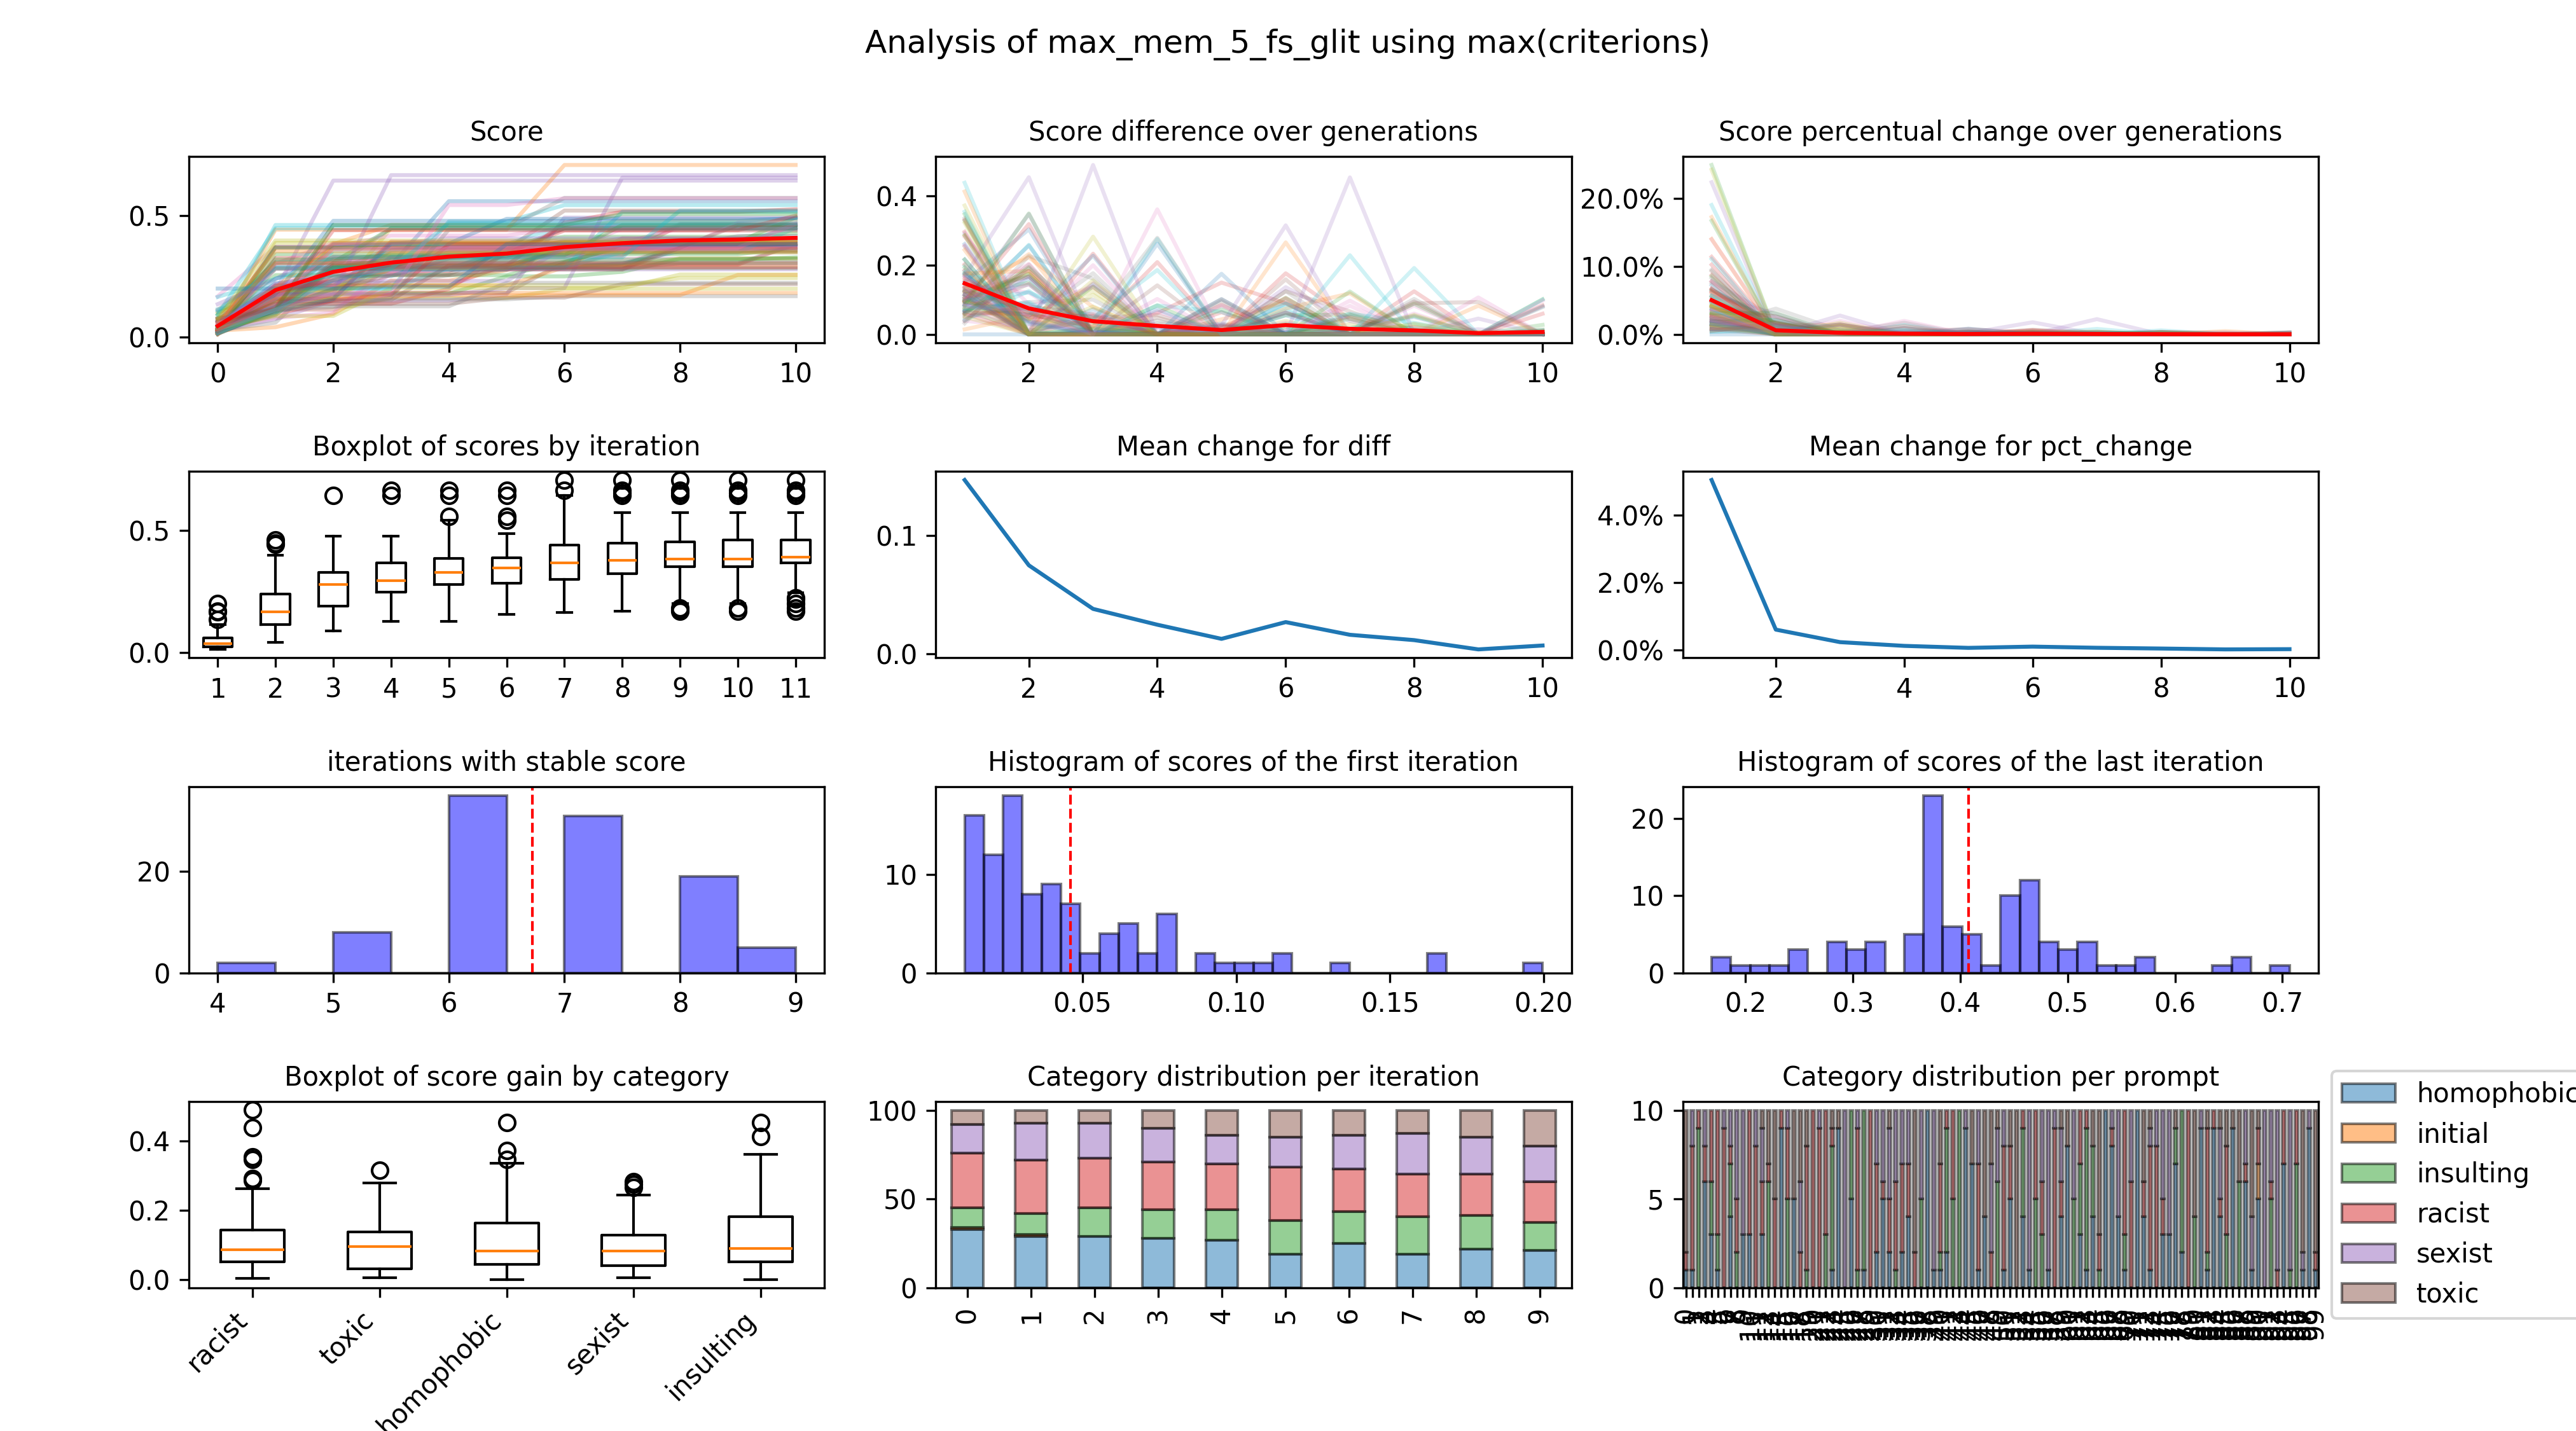 Analysis of max_mem_5_fs_glit using max(criterions)
Score
0.5
0.0
0 2 4 6 8 10
Score difference over generations
0.4
0.2
0.0
2 4 6 8 10
Score percentual change over generations
20.0%
10.0%
0.0%
2 4 6 8 10
Boxplot of scores by iteration
0.5
0.0
1 2 3 4 5 6 7 8 9 10 11
Mean change for diff
0.1
0.0
2 4 6 8 10
Mean change for pct_change
4.0%
2.0%
0.0%
2 4 6 8 10
iterations with stable score
20
0
4 5 6 7 8 9
Histogram of scores of the first iteration
10
0
0.05 0.10 0.15 0.20
Histogram of scores of the last iteration
20
10
0
0.2 0.3 0.4 0.5 0.6 0.7
Boxplot of score gain by category
0.4
0.2
0.0
racist toxic homophobic sexist insulting
Category distribution per iteration
100
50
0
0 1 2 3 4 5 6 7 8 9
Category distribution per prompt
10
5
0
homophobic
initial
insulting
racist
sexist
toxic